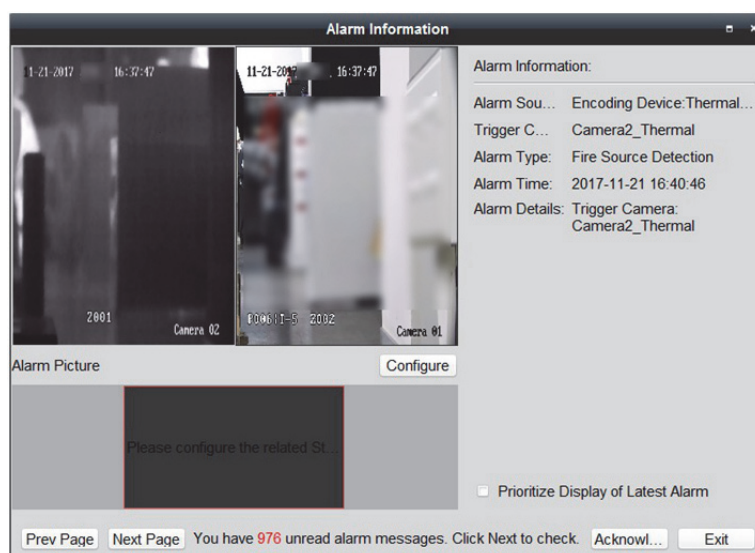 Alarm Information
11-21-2017 16:37:47
2001
Camera 02
11-21-2017 16:37:47
2002
Camera 01
Alarm Information:
Alarm Sou... Encoding Device:Thermal...
Trigger C... Camera2_Thermal
Alarm Type: Fire Source Detection
Alarm Time: 2017-11-21 16:40:46
Alarm Details: Trigger Camera:
Camera2_Thermal
Alarm Picture
Configure
Please configure the related St...
Prioritize Display of Latest Alarm
Prev Page Next Page You have 976 unread alarm messages. Click Next to check. Acknowl... Exit